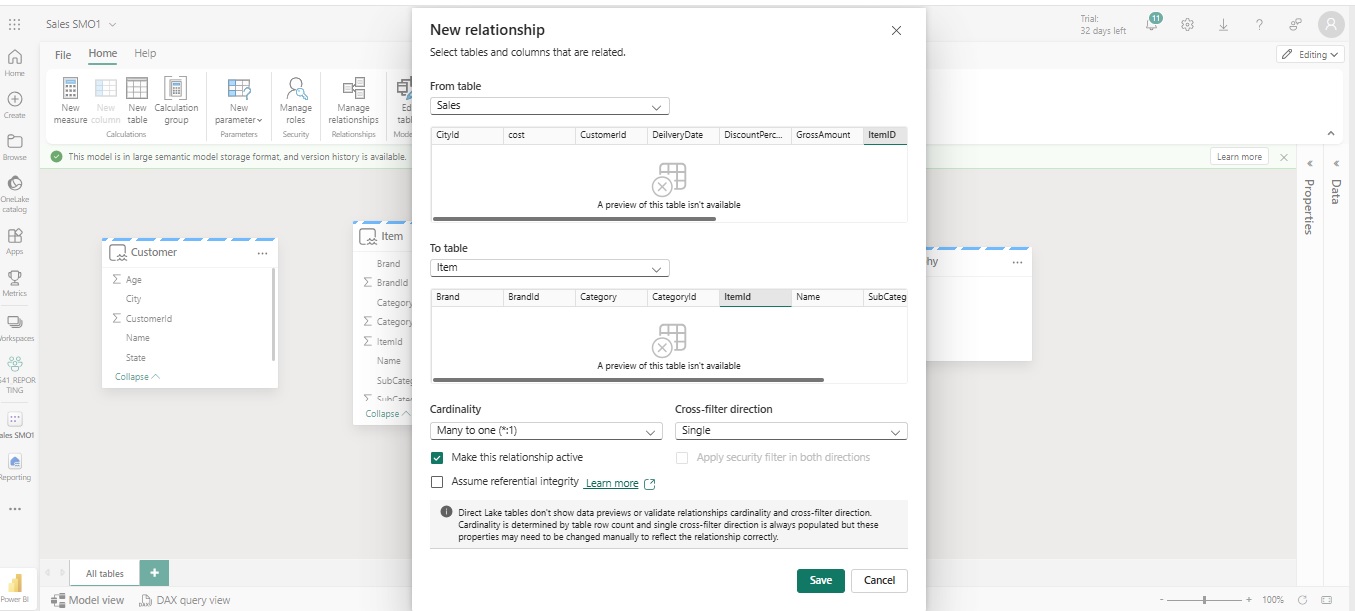 Sales SMO1
Trial:
32 days left
11
A
File Home Help
Editing
Home
Create
Browse
OneLake
catalog
Apps
Metrics
Reporting
Power BI
New
measure
New
column
New
table
Calculation
group
New
parameter
Manage
roles
Manage
relationships
Calculations
Parameters
Security
Relationships
This model is in large semantic model storage format, and version history is available.
Learn more
Properties
Data
Customer
Age
City
CustomerId
Name
State
Collapse
Item
Brand
BrandId
Category
Category
ItemId
Name
SubCateg
Collapse
hy
New relationship
Select tables and columns that are related.
From table
Sales
CityId cost CustomerId DeilveryDate DiscountPerc... GrossAmount ItemID
A preview of this table isn't available
To table
Item
Brand BrandId Category CategoryId ItemId Name SubCateg
A preview of this table isn't available
Cardinality
Many to one (*:1)
Cross-filter direction
Single
Make this relationship active
Apply security filter in both directions
Assume referential integrity Learn more
Direct Lake tables don't show data previews or validate relationships cardinality and cross-filter direction.
Cardinality is determined by table row count and single cross-filter direction is always populated but these
properties may need to be changed manually to reflect the relationship correctly.
Save
Cancel
All tables
+
Model view
DAX query view
- + 100%